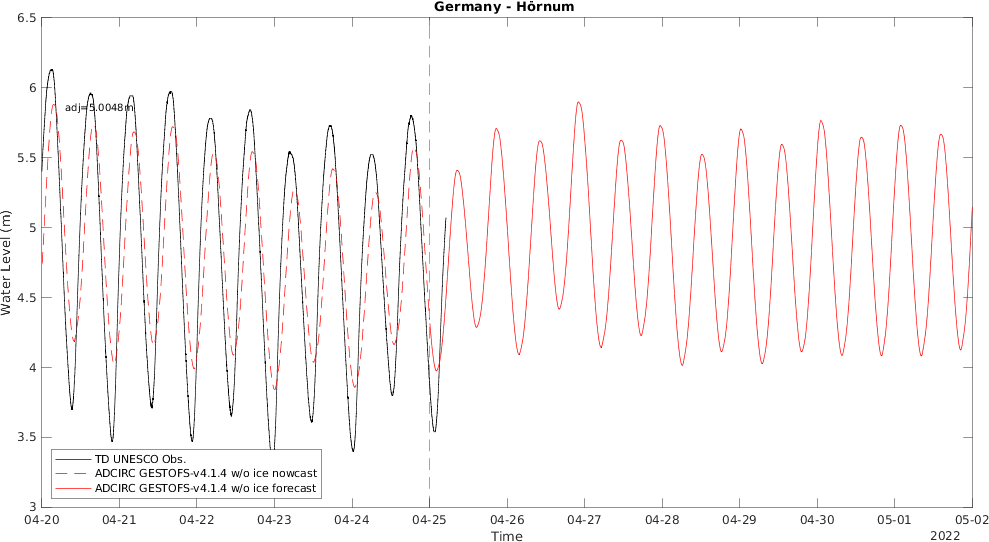 Germany - Hörnum
6.5
6
5.5
5
4.5
4
3.5
3
Water Level (m)
adj=5.0048m
TD UNESCO Obs.
ADCIRC GESTOFS-v4.1.4 w/o ice nowcast
ADCIRC GESTOFS-v4.1.4 w/o ice forecast
04-20 04-21 04-22 04-23 04-24 04-25 04-26 04-27 04-28 04-29 04-30 05-01 05-02
Time
2022